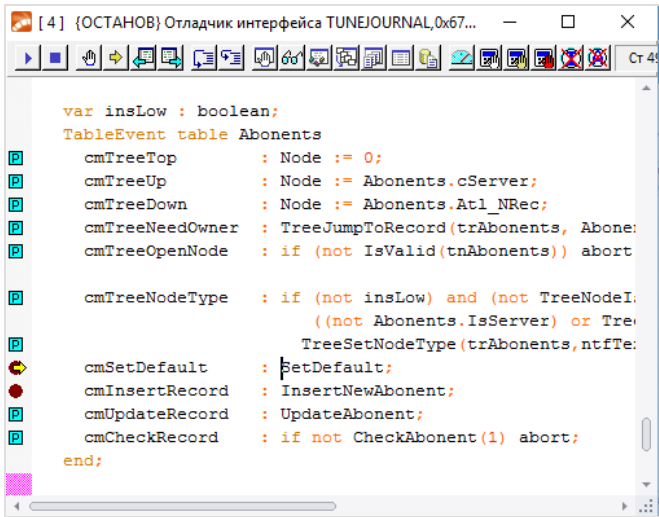 [ 4 ] {ОСТАНОВ} Отладчик интерфейса TUNEJOURNAL,0x67...
Ст 49
var insLow : boolean;
TableEvent table Abonents
P cmTreeTop : Node := 0;
P cmTreeUp : Node := Abonents.cServer;
P cmTreeDown : Node := Abonents.Atl_NRec;
P cmTreeNeedOwner : TreeJumpToRecord(trAbonents, Abone
P cmTreeOpenNode : if (not IsValid(tnAbonents)) abort
P cmTreeNodeType : if (not insLow) and (not TreeNodeI
((not Abonents.IsServer) or Tre
P TreeSetNodeType(trAbonents,ntfTe
cmSetDefault : SetDefault;
cmInsertRecord : InsertNewAbonent;
P cmUpdateRecord : UpdateAbonent;
P cmCheckRecord : if not CheckAbonent(1) abort;
end;